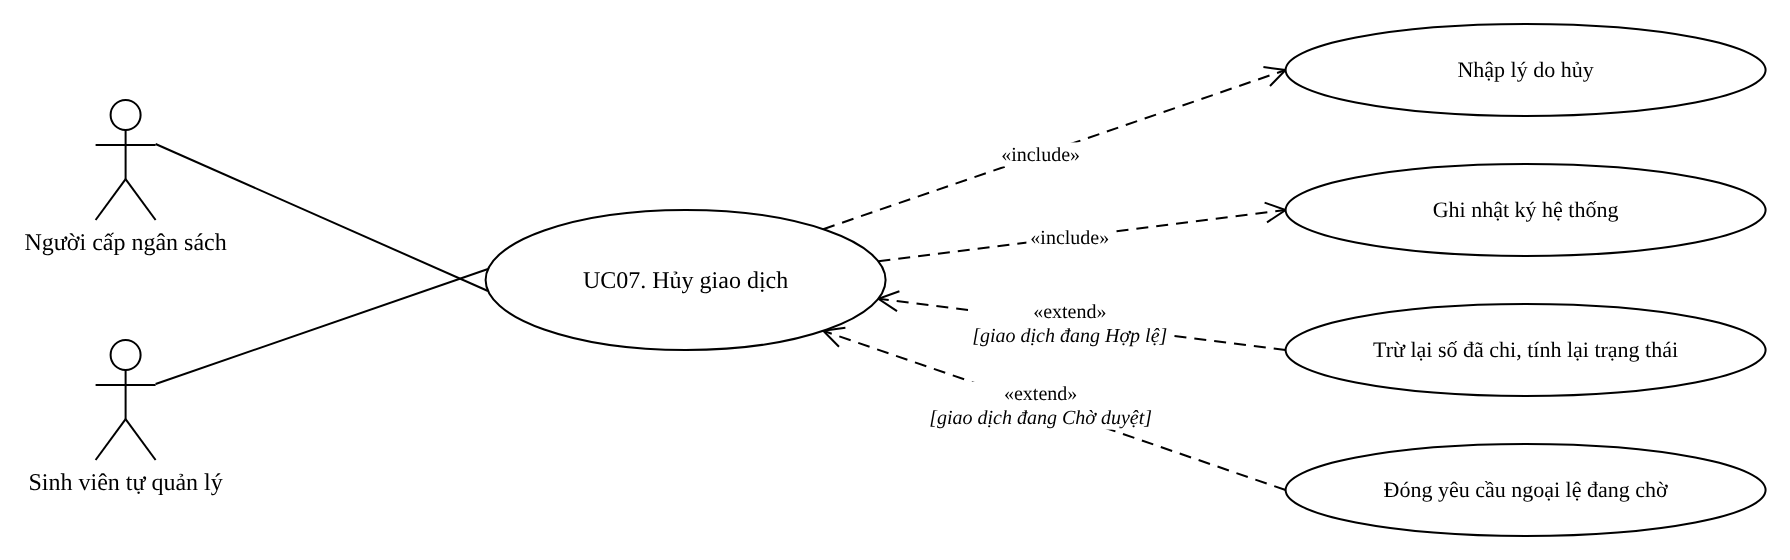 Người cấp ngân sách
Sinh viên tự quản lý
UC07. Hủy giao dịch
«include»
«include»
«extend»
[giao dịch đang Hợp lệ]
«extend»
[giao dịch đang Chờ duyệt]
Nhập lý do hủy
Ghi nhật ký hệ thống
Trừ lại số đã chi, tính lại trạng thái
Đóng yêu cầu ngoại lệ đang chờ